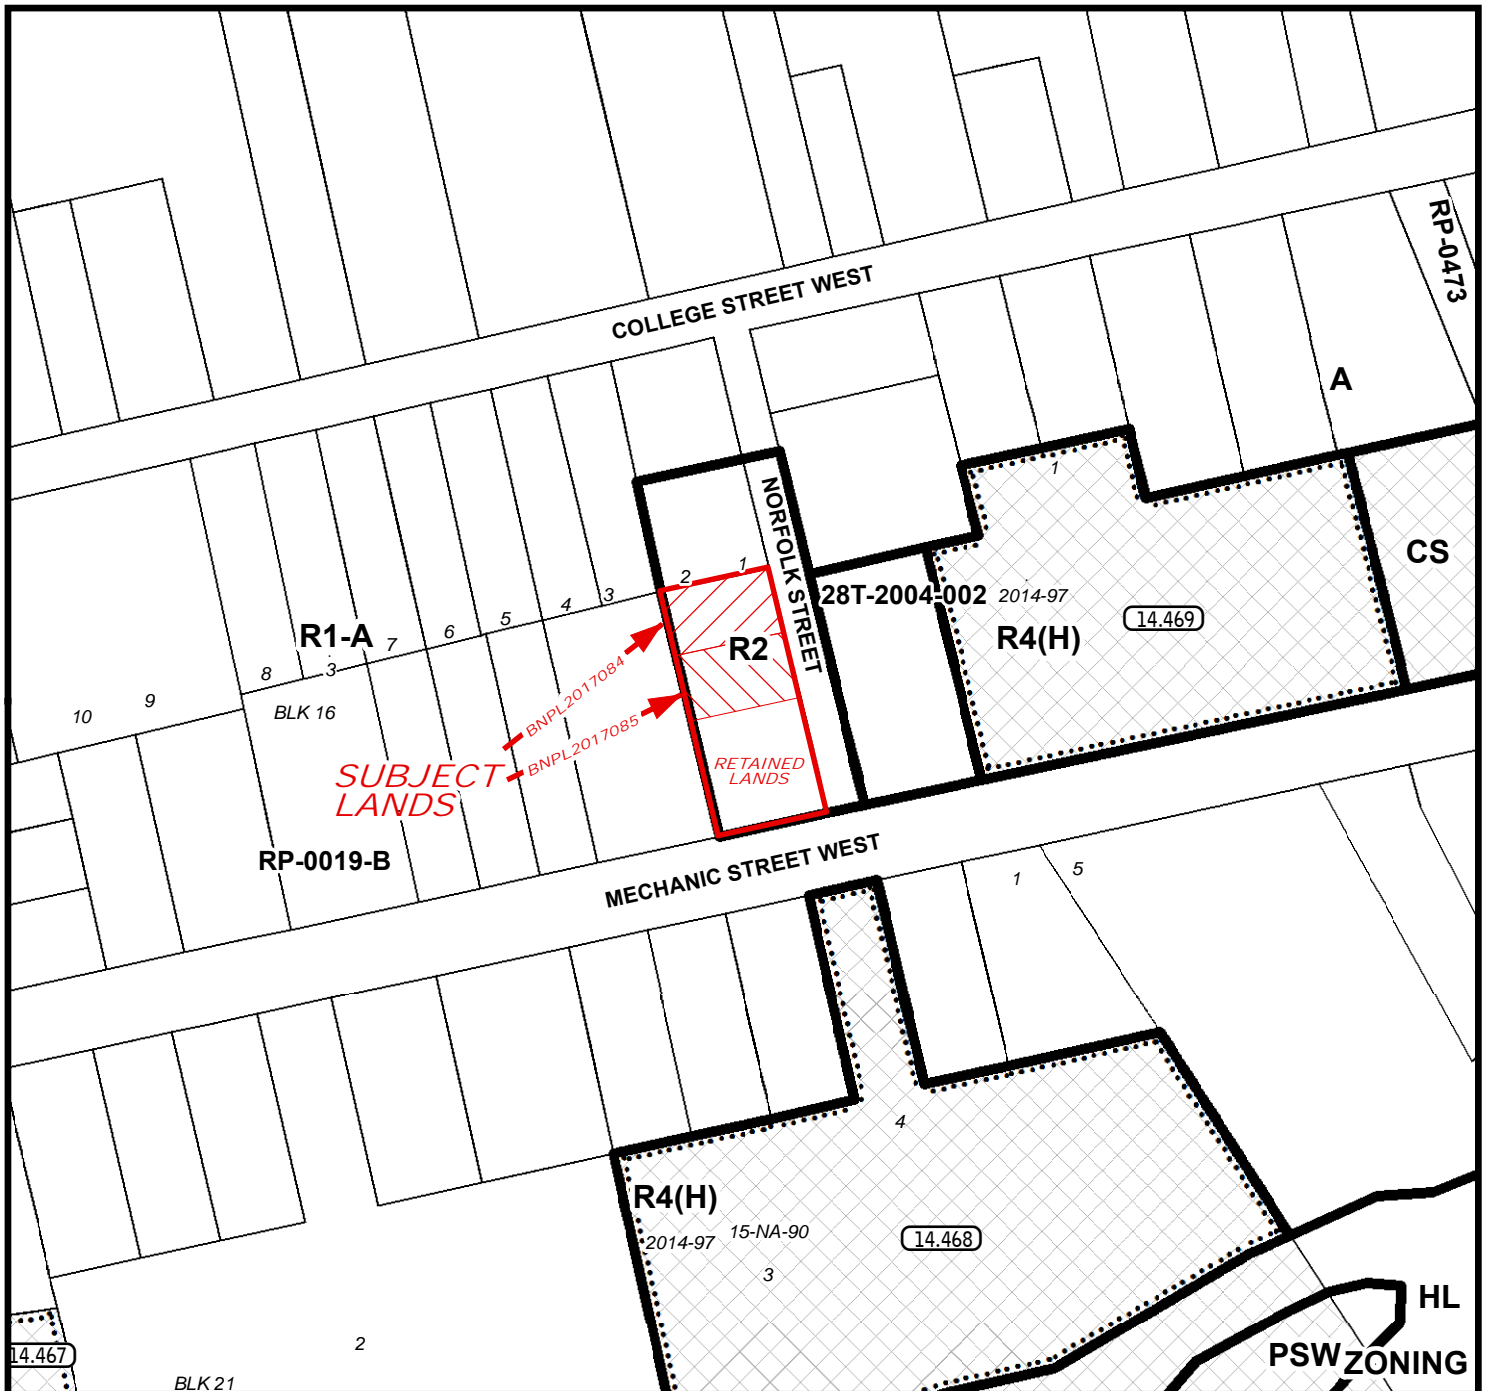 RP-0473
COLLEGE STREET WEST
A
1
CS
NORFOLK STREET
2
1
28T-2004-002
2014-97
14.469
R4(H)
R1-A
10
9
8
3
7
6
5
4
3
R2
BLK 16
BNPL2017084
BNPL2017085
SUBJECT
LANDS
RETAINED
LANDS
RP-0019-B
MECHANIC STREET WEST
1
5
4
R4(H)
2014-97
15-NA-90
14.468
3
HL
PSW
ZONING
14.467
2
BLK 21